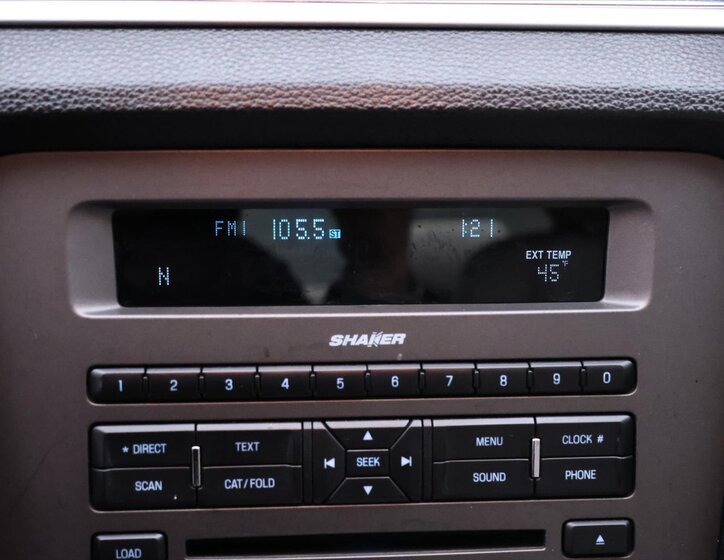 FM1 105.5 ST 1:21
EXT TEMP
N 45°F
SHAKER
1 2 3 4 5 6 7 8 9 0
* DIRECT TEXT MENU CLOCK #
SEEK
SCAN CAT/FOLD SOUND PHONE
LOAD